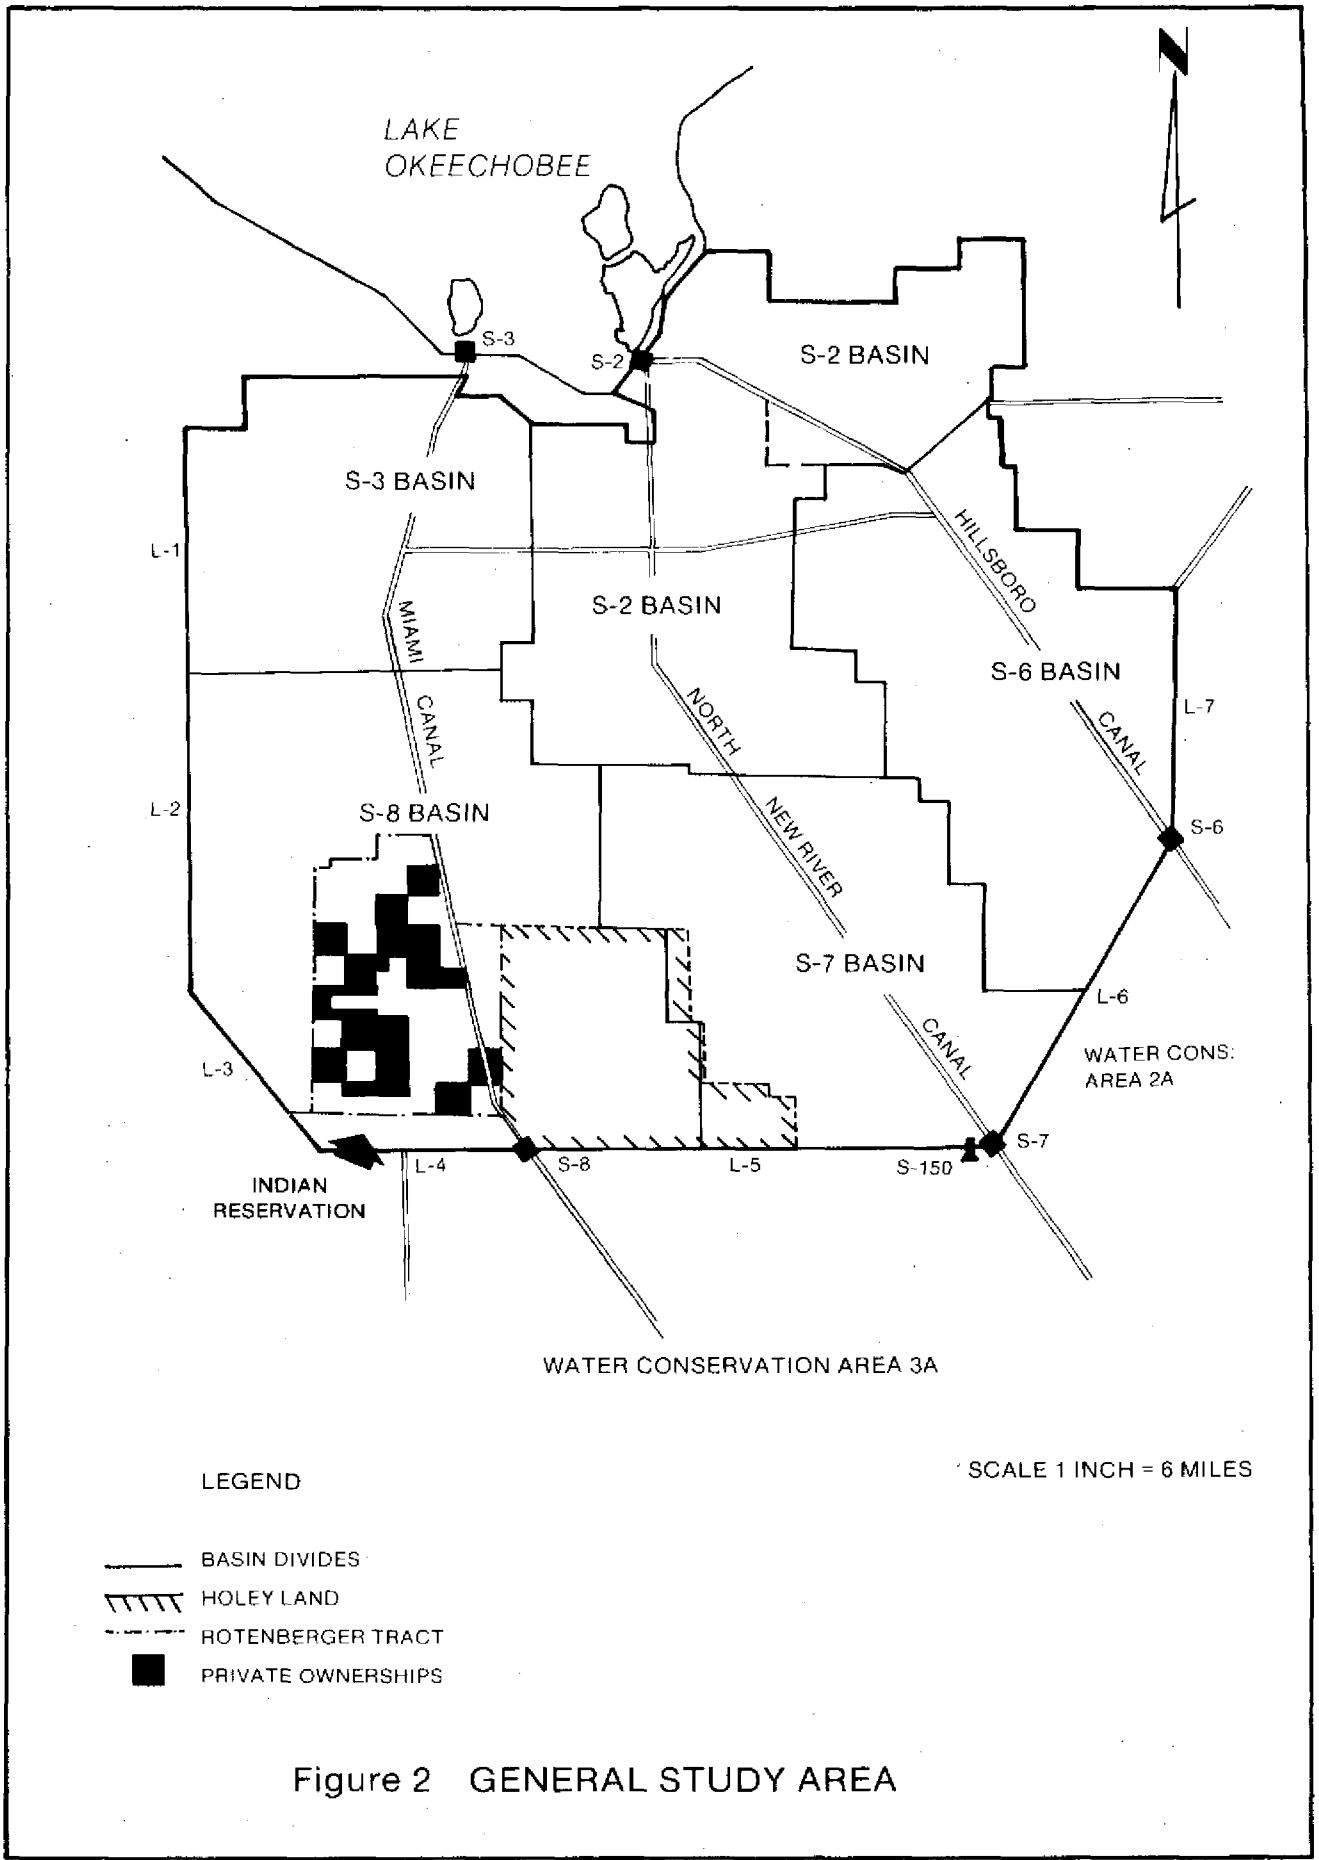 N
LAKE
OKEECHOBEE
S-3
S-2
S-2 BASIN
S-3 BASIN
L-1
HILLSBORO
MIAMI
S-2 BASIN
S-6 BASIN
CANAL
NORTH
CANAL
L-7
L-2
S-8 BASIN
NEW RIVER
S-6
S-7 BASIN
L-6
CANAL
WATER CONS:
AREA 2A
L-3
S-7
L-4
S-8
L-5
S-150
INDIAN
RESERVATION
WATER CONSERVATION AREA 3A
SCALE 1 INCH = 6 MILES
LEGEND
BASIN DIVIDES
HOLEY LAND
ROTENBERGER TRACT
PRIVATE OWNERSHIPS
Figure 2 GENERAL STUDY AREA